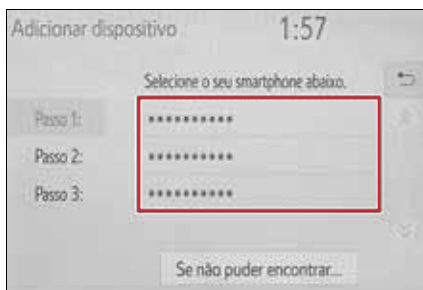 Adicionar dispositivo 1:57
Selecione o seu smartphone abaixo.
Passo 1: **********
Passo 2: **********
Passo 3: **********
Se não puder encontrar...